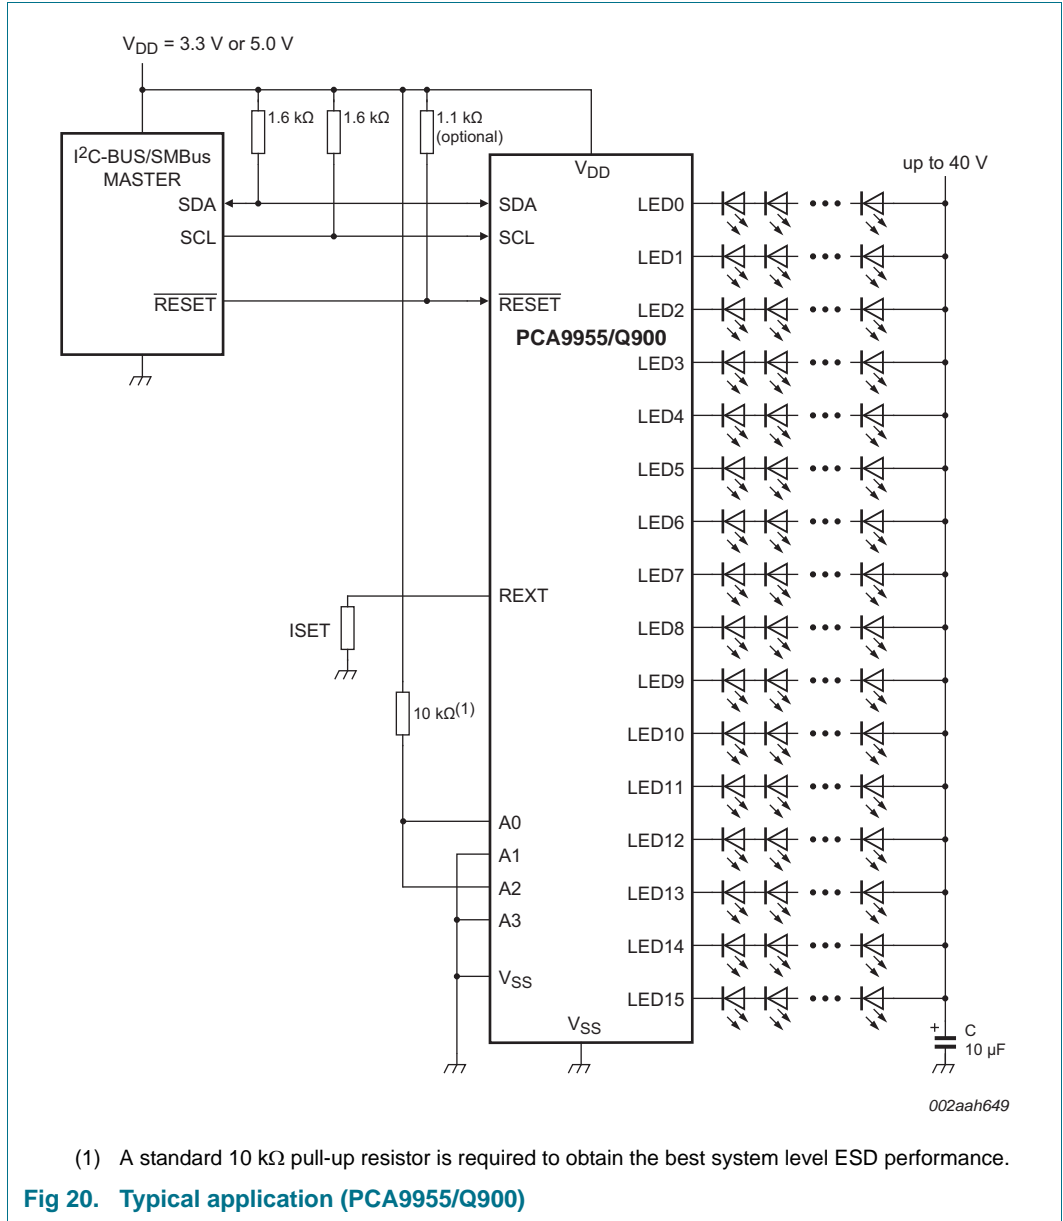 V_DD = 3.3 V or 5.0 V
1.6 kΩ
1.6 kΩ
1.1 kΩ
(optional)
I²C-BUS/SMBus
MASTER
SDA
SCL
RESET
V_DD
SDA
SCL
RESET
PCA9955/Q900
REXT
ISET
10 kΩ(1)
A0
A1
A2
A3
V_SS
V_SS
up to 40 V
LED0
LED1
LED2
LED3
LED4
LED5
LED6
LED7
LED8
LED9
LED10
LED11
LED12
LED13
LED14
LED15
+
C
10 μF
002aah649
(1) A standard 10 kΩ pull-up resistor is required to obtain the best system level ESD performance.
Fig 20. Typical application (PCA9955/Q900)